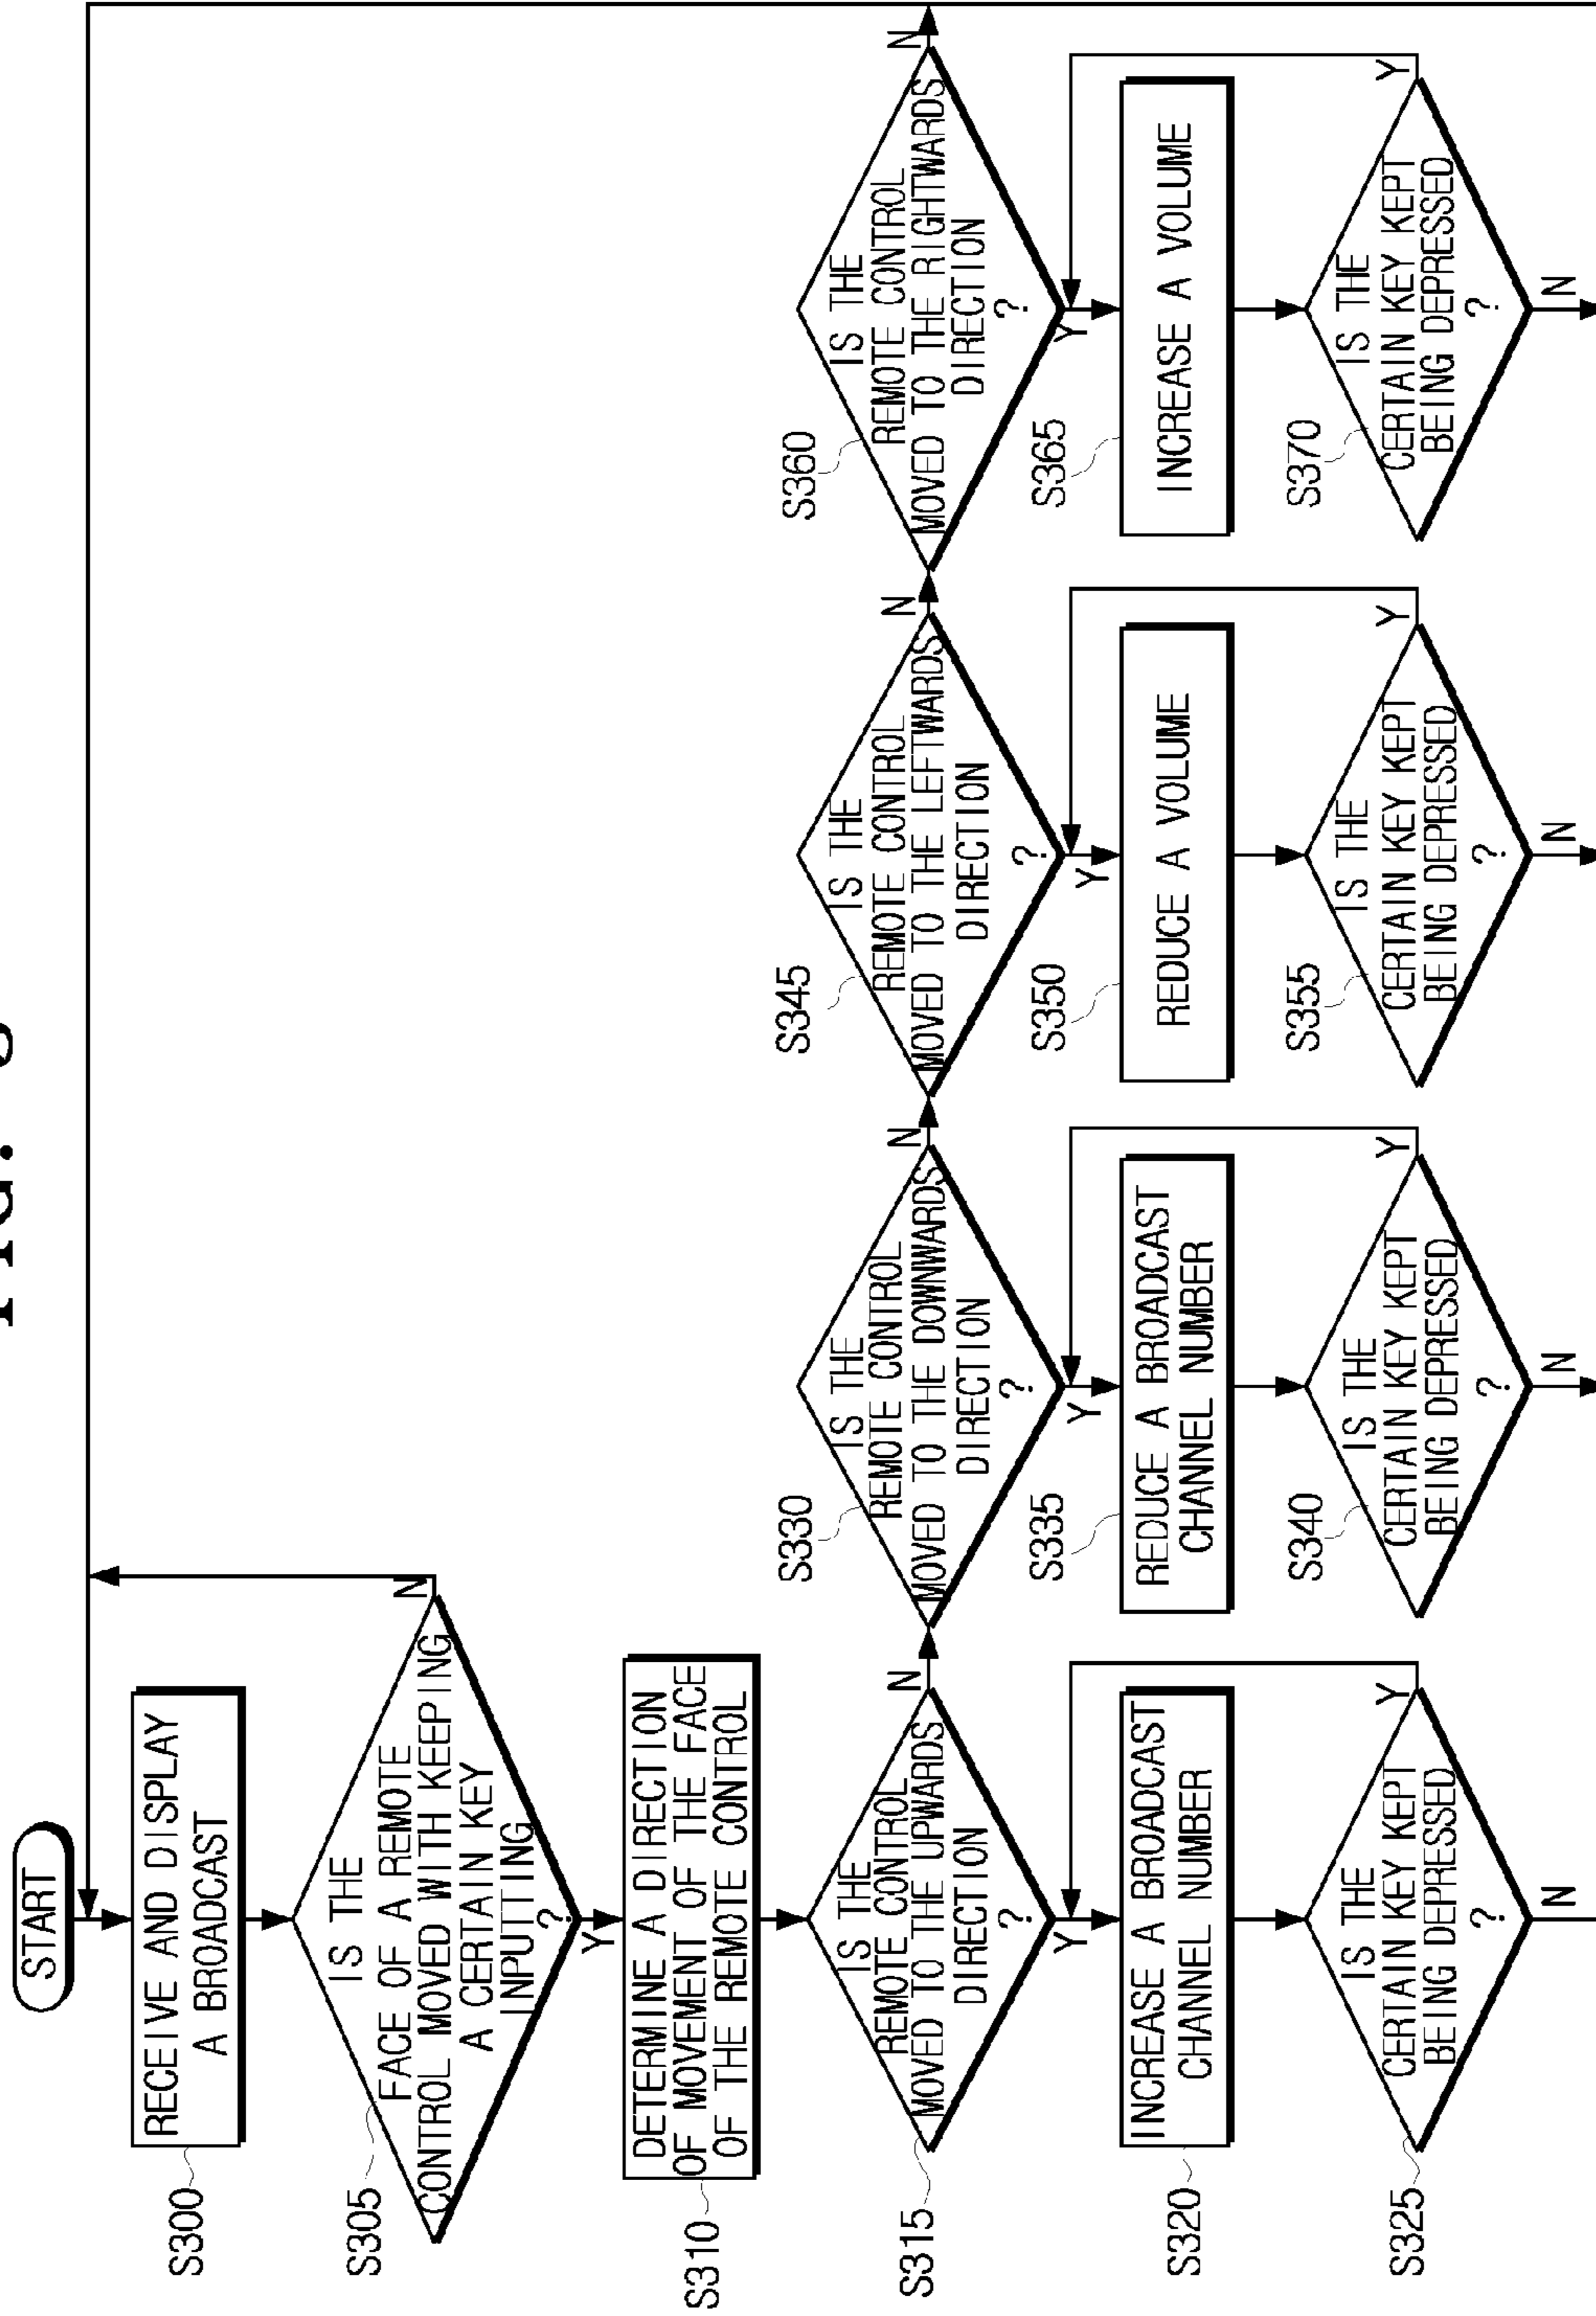 START
S300
RECEIVE AND DISPLAY
A BROADCAST
S305
IS THE
FACE OF A REMOTE
CONTROL MOVED WITH KEEPING
A CERTAIN KEY
INPUTTING
?
N
Y
S310
DETERMINE A DIRECTION
OF MOVEMENT OF THE FACE
OF THE REMOTE CONTROL
S315
IS THE
REMOTE CONTROL
MOVED TO THE UPWARDS
DIRECTION
?
N
Y
S320
INCREASE A BROADCAST
CHANNEL NUMBER
S325
IS THE
CERTAIN KEY KEPT
BEING DEPRESSED
?
Y
N
S330
IS THE
REMOTE CONTROL
MOVED TO THE DOWNWARDS
DIRECTION
?
N
Y
S335
REDUCE A BROADCAST
CHANNEL NUMBER
S340
IS THE
CERTAIN KEY KEPT
BEING DEPRESSED
?
Y
N
S345
IS THE
REMOTE CONTROL
MOVED TO THE LEFTWARDS
DIRECTION
?
N
Y
S350
REDUCE A VOLUME
S355
IS THE
CERTAIN KEY KEPT
BEING DEPRESSED
?
Y
N
S360
IS THE
REMOTE CONTROL
MOVED TO THE RIGHTWARDS
DIRECTION
?
N
Y
S365
INCREASE A VOLUME
S370
IS THE
CERTAIN KEY KEPT
BEING DEPRESSED
?
Y
N